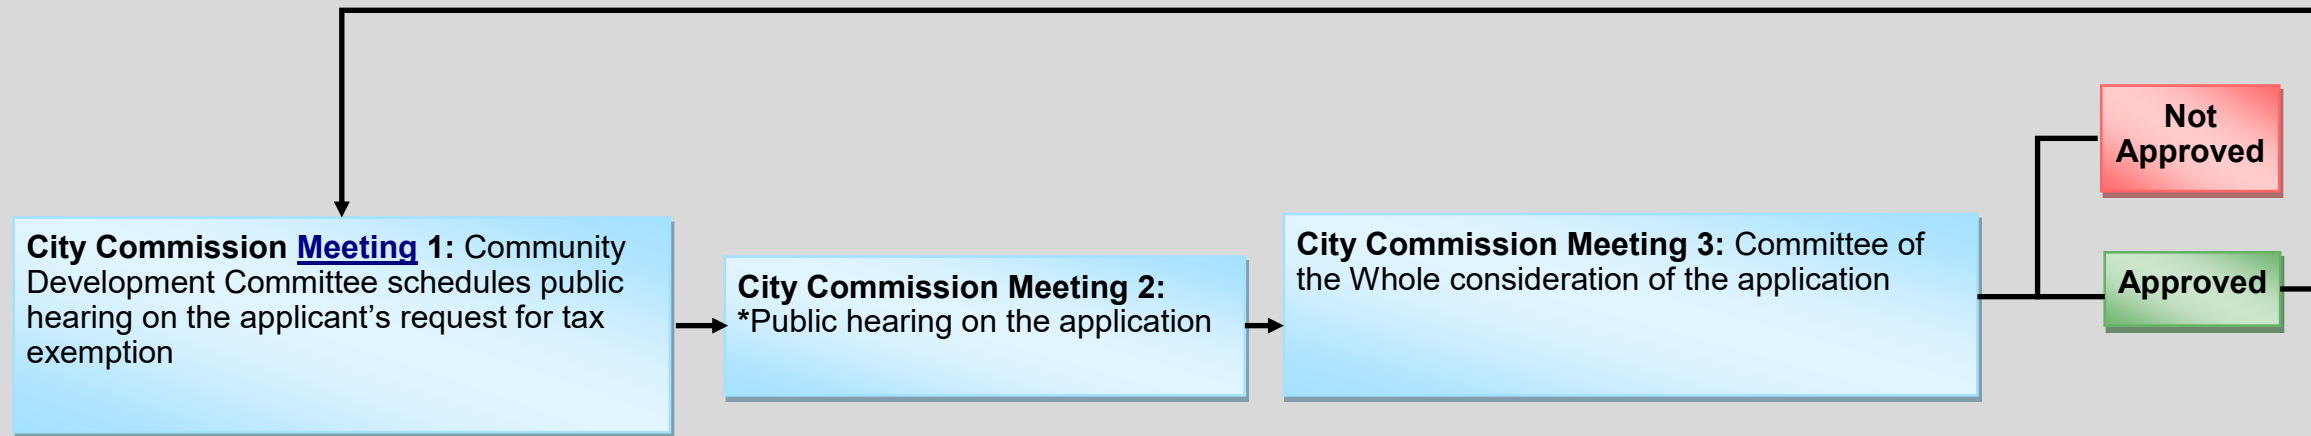 City Commission Meeting 1: Community
Development Committee schedules public
hearing on the applicant’s request for tax
exemption
City Commission Meeting 2:
*Public hearing on the application
City Commission Meeting 3: Committee of
the Whole consideration of the application
Not
Approved
Approved